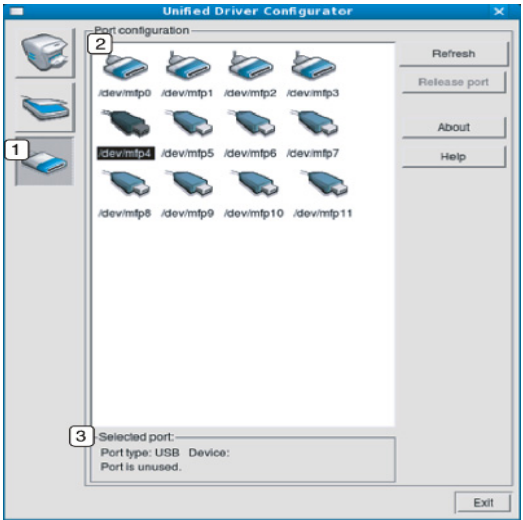 Unified Driver Configurator
Port configuration
2
Refresh
Release port
About
Help
/dev/mfp0 /dev/mfp1 /dev/mfp2 /dev/mfp3
1
/dev/mfp4 /dev/mfp5 /dev/mfp6 /dev/mfp7
/dev/mfp8 /dev/mfp9 /dev/mfp10 /dev/mfp11
3
Selected port:
Port type: USB Device:
Port is unused.
Exit